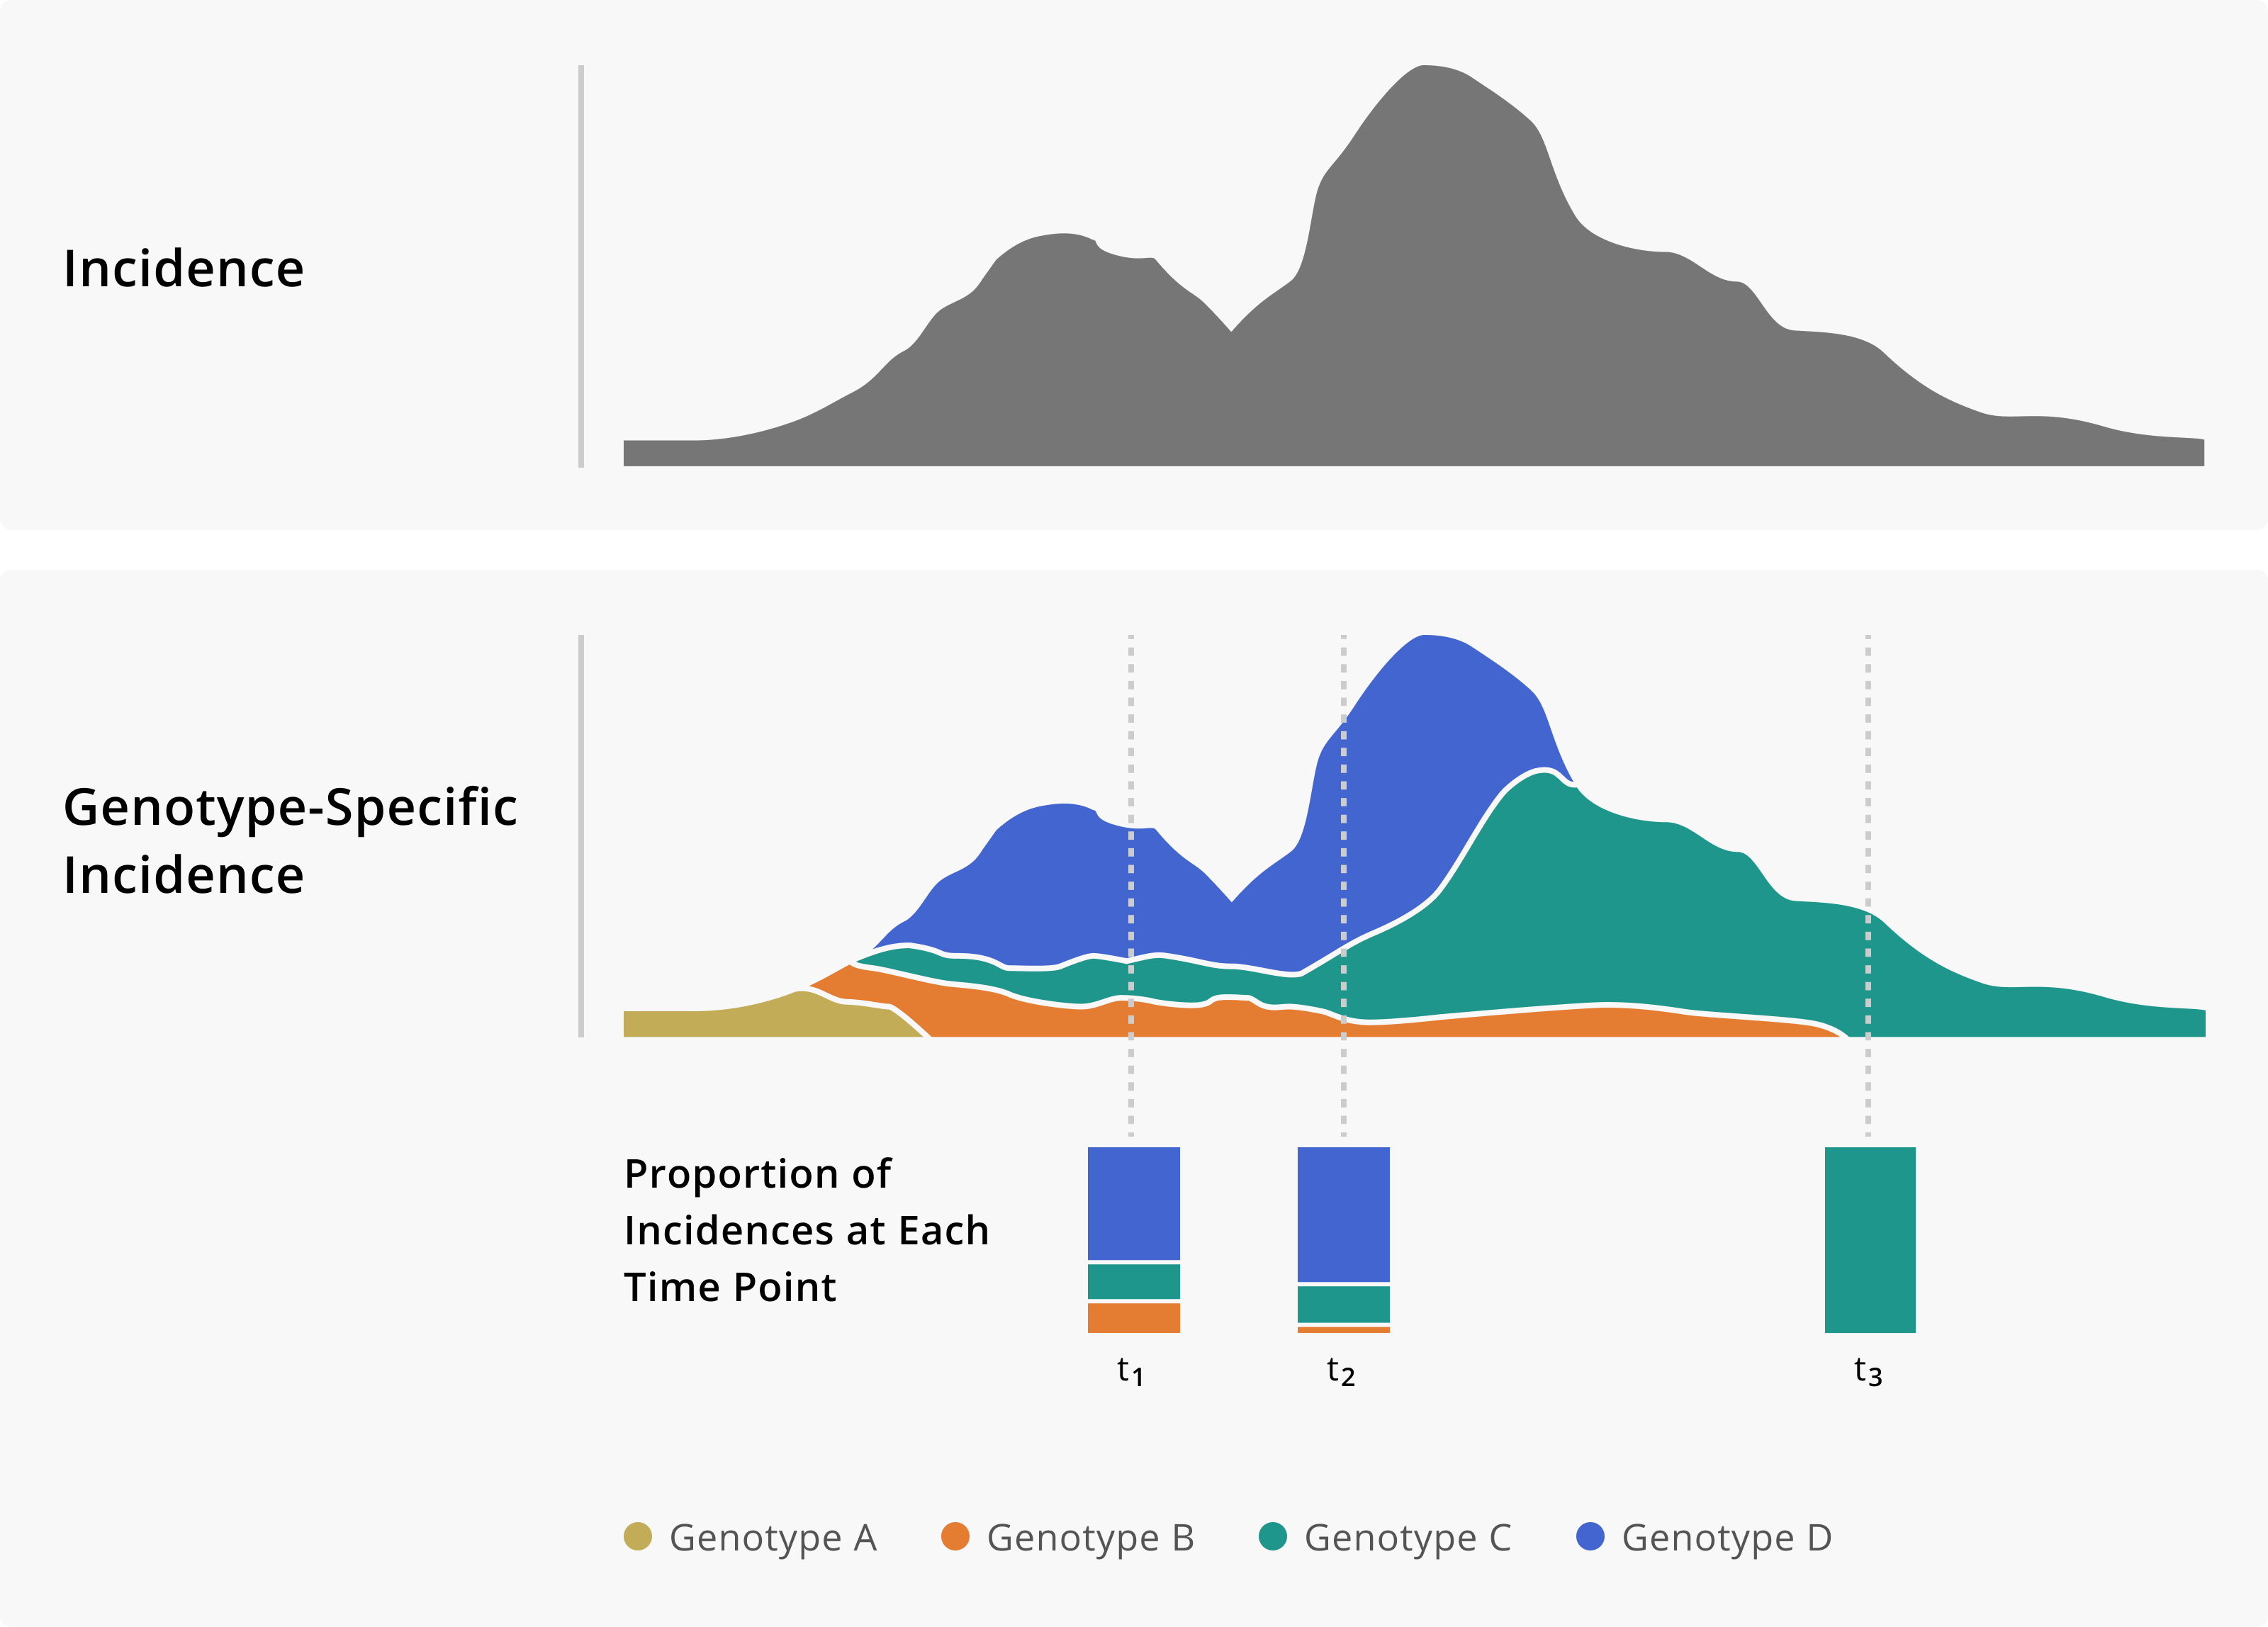 Incidence
Genotype-Specific
Incidence
Proportion of
Incidences at Each
Time Point
t₁
t₂
t₃
Genotype A
Genotype B
Genotype C
Genotype D